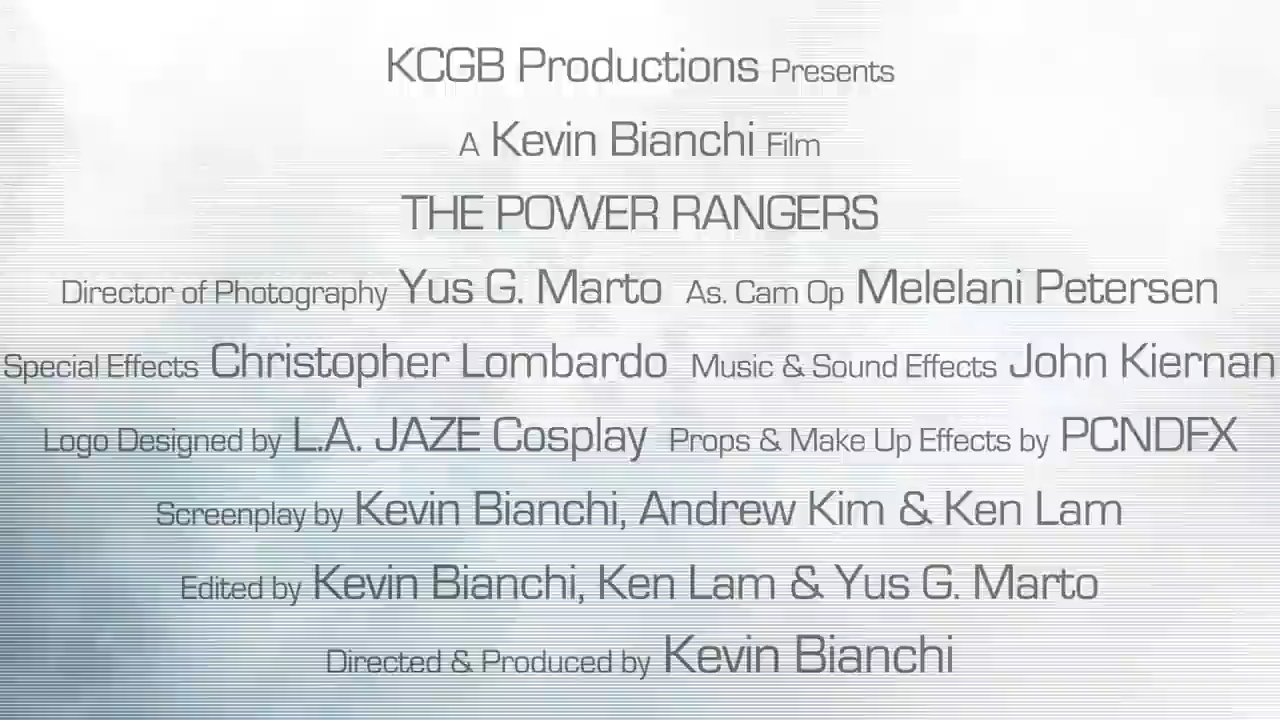 KCGB Productions Presents
A Kevin Bianchi Film
THE POWER RANGERS
Director of Photography Yus G. Marto As. Cam Op Melelani Petersen
Special Effects Christopher Lombardo Music & Sound Effects John Kiernan
Logo Designed by L.A. JAZE Cosplay Props & Make Up Effects by PCNDFX
Screenplay by Kevin Bianchi, Andrew Kim & Ken Lam
Edited by Kevin Bianchi, Ken Lam & Yus G. Marto
Directed & Produced by Kevin Bianchi